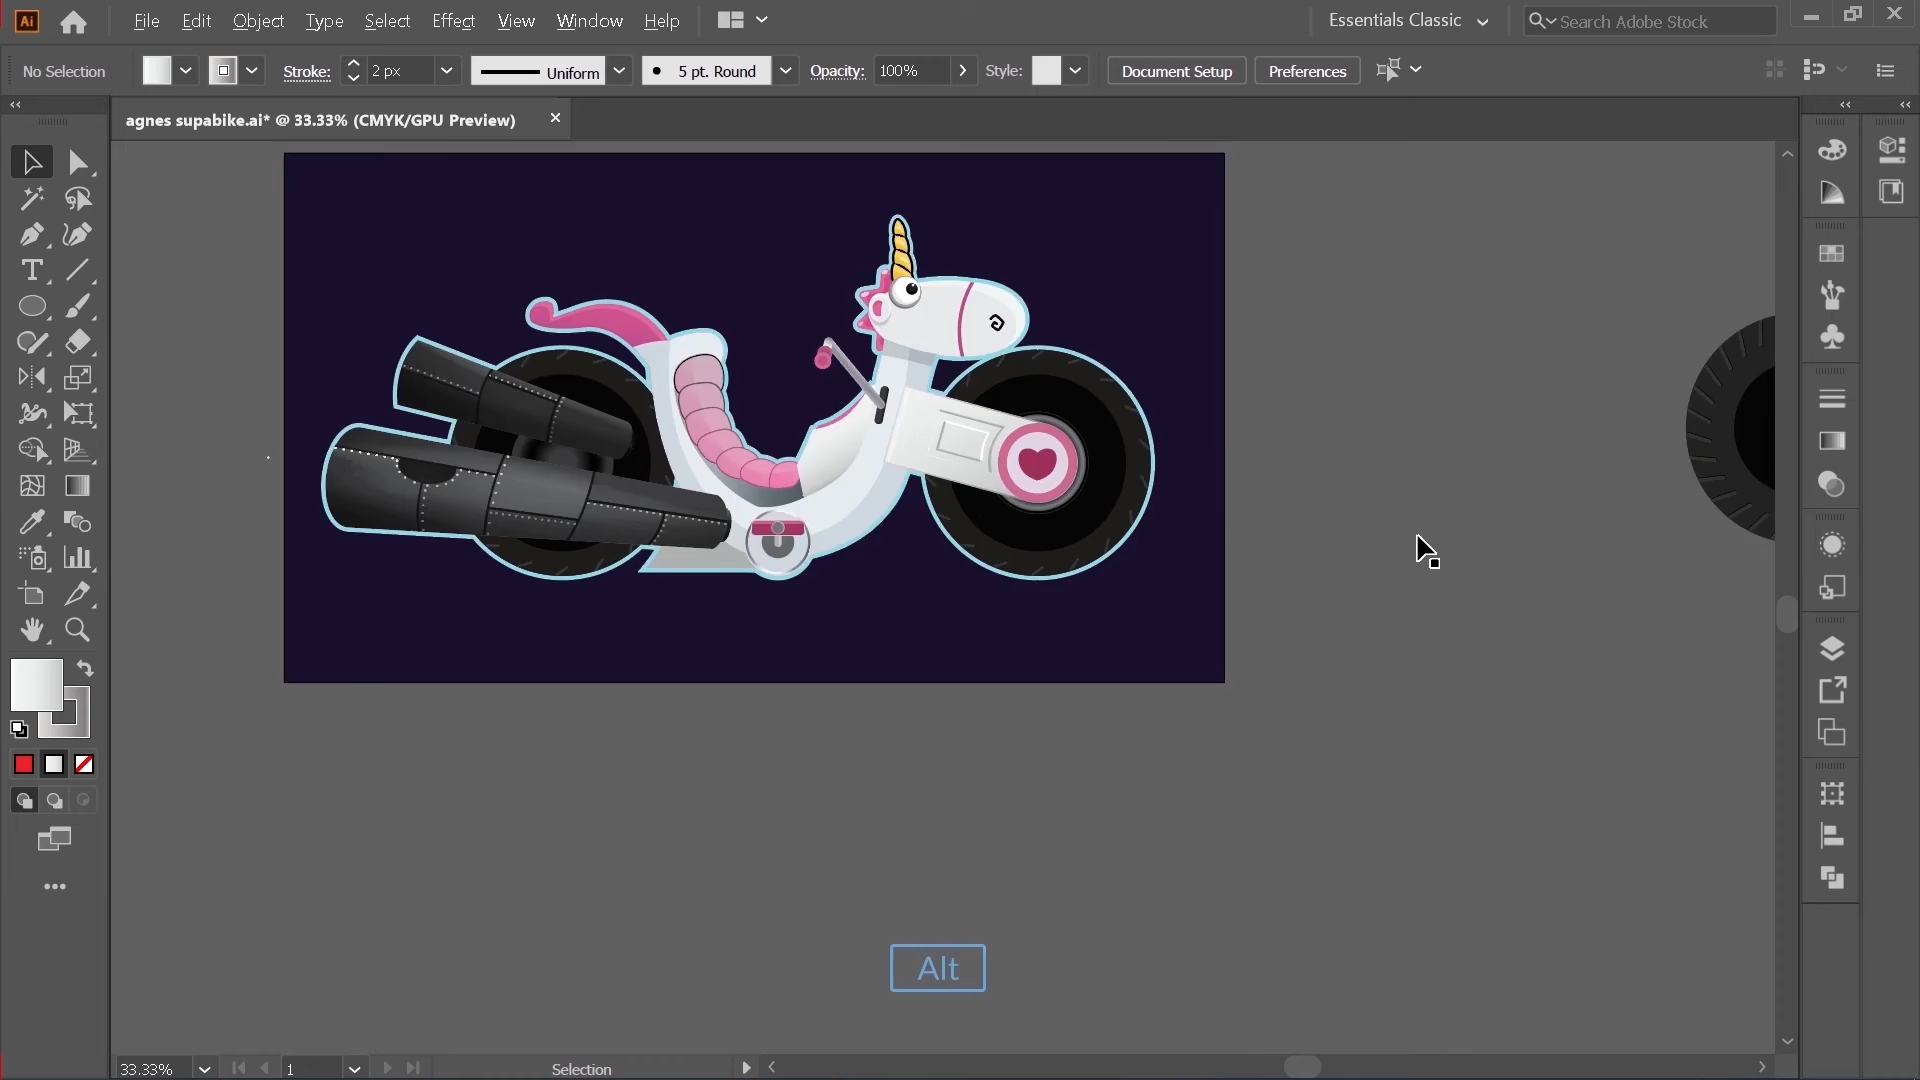 Ai File Edit Object Type Select Effect View Window Help Essentials Classic Search Adobe Stock
No Selection Stroke: 2 px Uniform 5 pt. Round Opacity: 100% Style: Document Setup Preferences
agnes supabike.ai* @ 33.33% (CMYK/GPU Preview)
Alt
33.33% 1 Selection